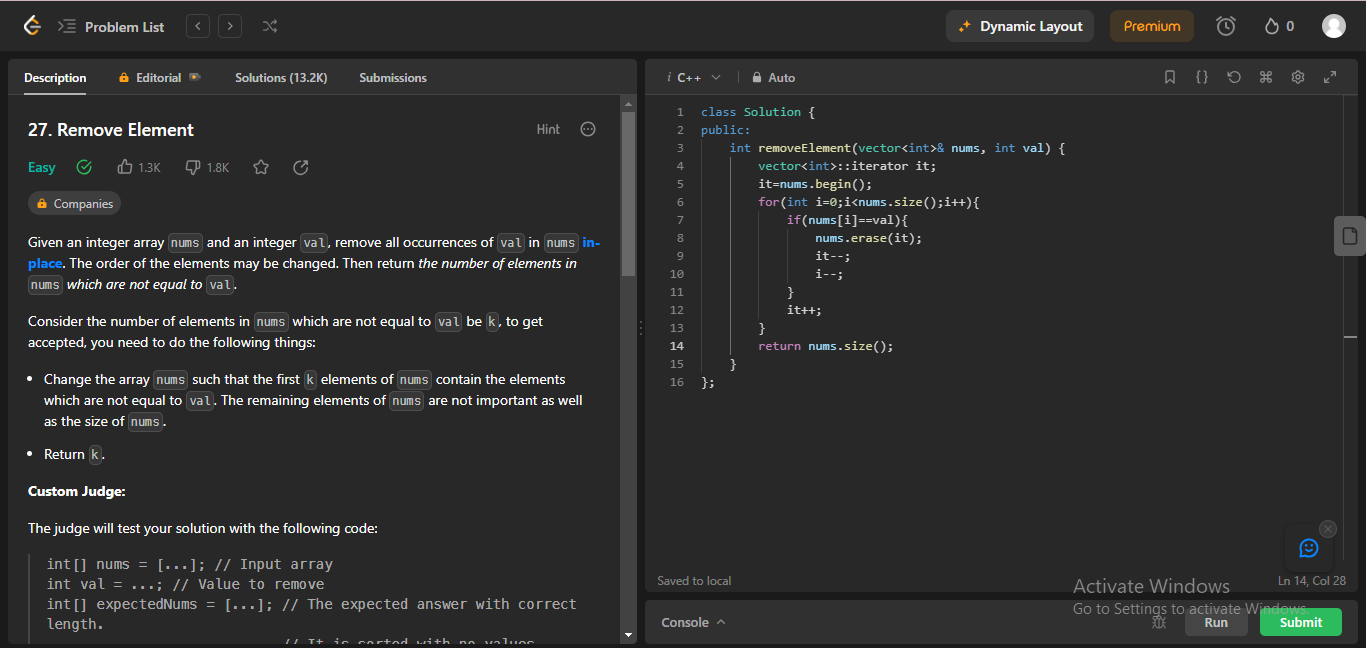 Problem List
Dynamic Layout
Premium
0
Description
Editorial
Solutions (13.2K)
Submissions
27. Remove Element
Hint
Easy
1.3K
1.8K
Companies
Given an integer array nums and an integer val, remove all occurrences of val in nums in-
place. The order of the elements may be changed. Then return the number of elements in
nums which are not equal to val.
Consider the number of elements in nums which are not equal to val be k, to get
accepted, you need to do the following things:
• Change the array nums such that the first k elements of nums contain the elements
which are not equal to val. The remaining elements of nums are not important as well
as the size of nums.
• Return k.
Custom Judge:
The judge will test your solution with the following code:
int[] nums = [...]; // Input array
int val = ...; // Value to remove
int[] expectedNums = [...]; // The expected answer with correct
length.
// It is sorted with no values
i C++
Auto
1 class Solution {
2 public:
3     int removeElement(vector<int>& nums, int val) {
4         vector<int>::iterator it;
5         it=nums.begin();
6         for(int i=0;i<nums.size();i++){
7             if(nums[i]==val){
8                 nums.erase(it);
9                 it--;
10                 i--;
11             }
12             it++;
13         }
14         return nums.size();
15     }
16 };
Saved to local
Ln 14, Col 28
Activate Windows
Go to Settings to activate Windows.
Console
Run
Submit